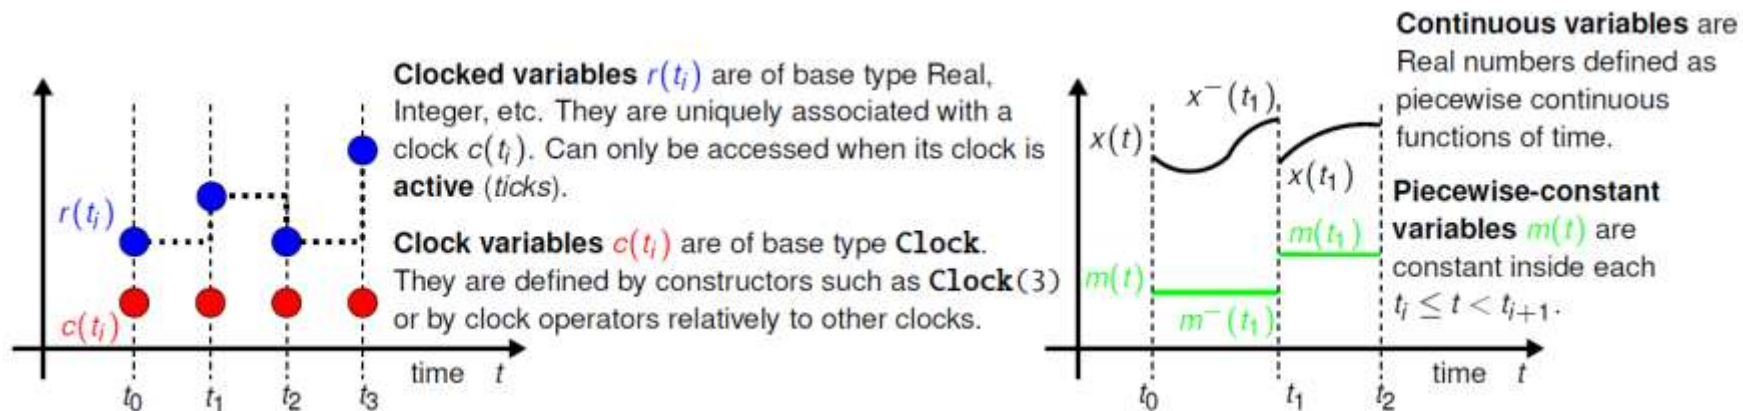 Clocked variables r(tᵢ) are of base type Real,
Integer, etc. They are uniquely associated with a
clock c(tᵢ). Can only be accessed when its clock is
active (ticks).
r(tᵢ)
Clock variables c(tᵢ) are of base type Clock.
They are defined by constructors such as Clock(3)
or by clock operators relatively to other clocks.
c(tᵢ)
time t
t₀ t₁ t₂ t₃
Continuous variables are
Real numbers defined as
piecewise continuous
functions of time.
x⁻(t₁)
x(t)
x(t₁)
Piecewise-constant
variables m(t) are
constant inside each
tᵢ ≤ t < tᵢ₊₁.
m(t₁)
m(t)
m⁻(t₁)
time t
t₀ t₁ t₂